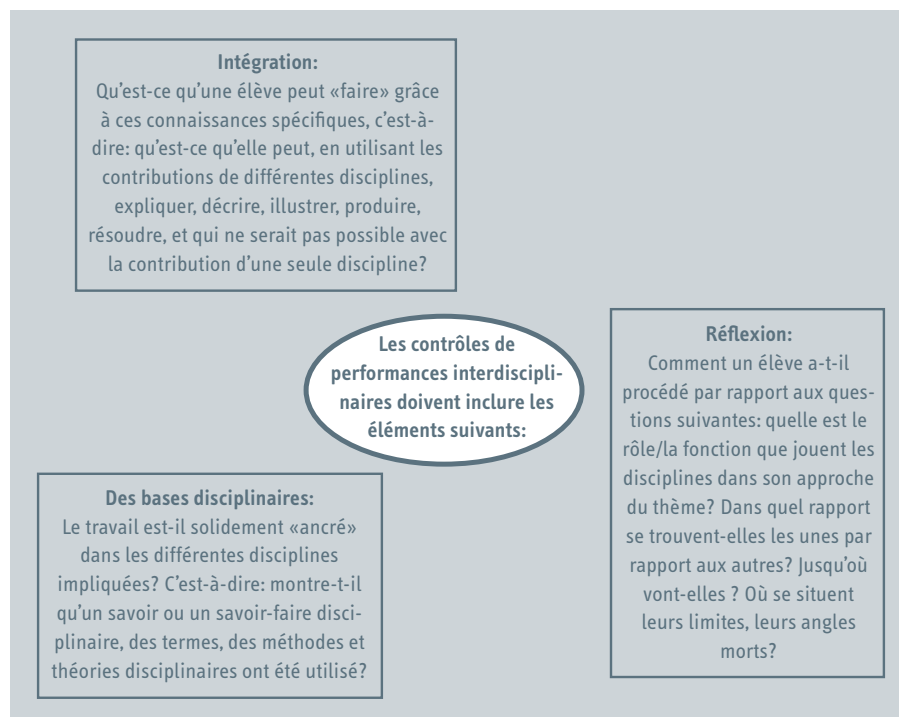 Intégration:
Qu’est-ce qu’une élève peut «faire» grâce
à ces connaissances spécifiques, c’est-à-
dire: qu’est-ce qu’elle peut, en utilisant les
contributions de différentes disciplines,
expliquer, décrire, illustrer, produire,
résoudre, et qui ne serait pas possible avec
la contribution d’une seule discipline?
Les contrôles de
performances interdiscipli-
naires doivent inclure les
éléments suivants:
Réflexion:
Comment un élève a-t-il
procédé par rapport aux ques-
tions suivantes: quelle est le
rôle/la fonction que jouent les
disciplines dans son approche
du thème? Dans quel rapport
se trouvent-elles les unes par
rapport aux autres? Jusqu’où
vont-elles ? Où se situent
leurs limites, leurs angles
morts?
Des bases disciplinaires:
Le travail est-il solidement «ancré»
dans les différentes disciplines
impliquées? C’est-à-dire: montre-t-il
qu’un savoir ou un savoir-faire disci-
plinaire, des termes, des méthodes et
théories disciplinaires ont été utilisé?